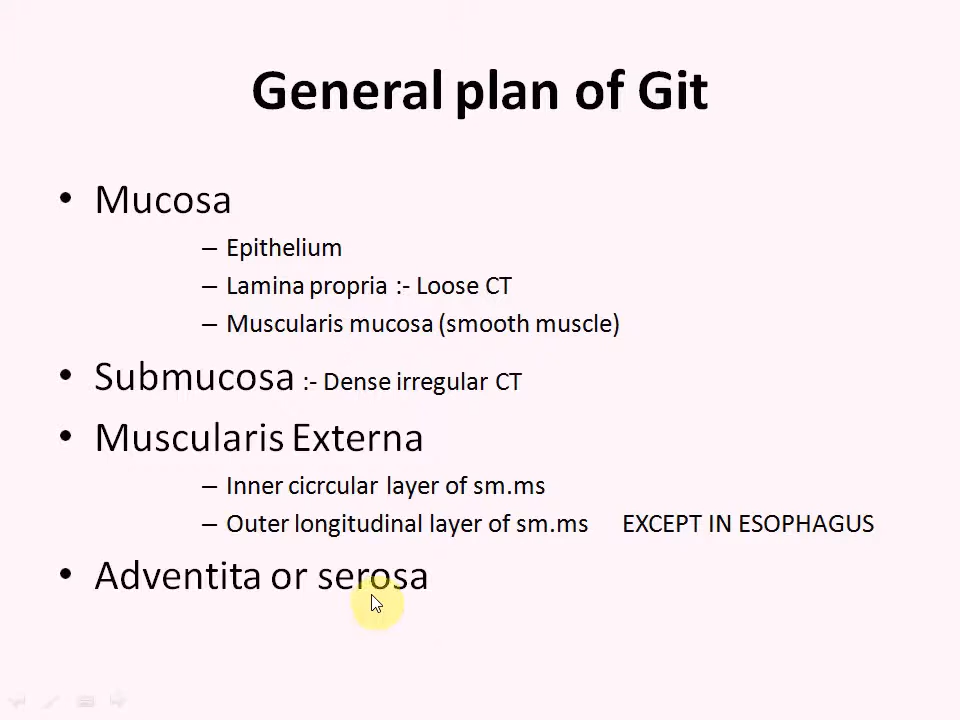 General plan of Git
• Mucosa
– Epithelium
– Lamina propria :- Loose CT
– Muscularis mucosa (smooth muscle)
• Submucosa :- Dense irregular CT
• Muscularis Externa
– Inner cicrcular layer of sm.ms
– Outer longitudinal layer of sm.ms EXCEPT IN ESOPHAGUS
• Adventita or serosa